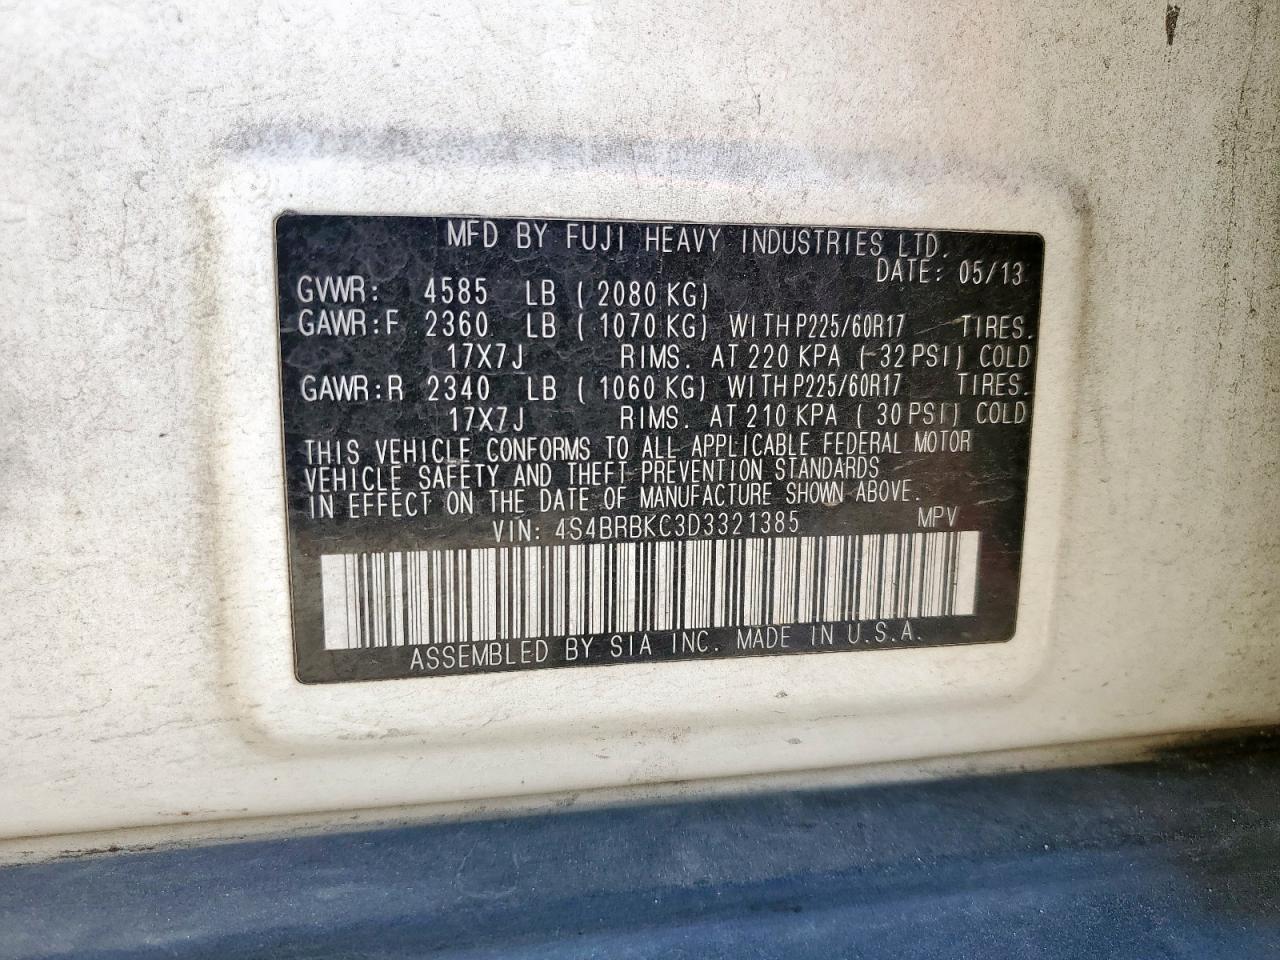 MFD BY FUJI HEAVY INDUSTRIES LTD.
DATE: 05/13
GVWR: 4585 LB ( 2080 KG)
GAWR:F 2360 LB ( 1070 KG) WITH P225/60R17 TIRES.
17X7J RIMS. AT 220 KPA ( 32 PSI) COLD
GAWR:R 2340 LB ( 1060 KG) WITH P225/60R17 TIRES.
17X7J RIMS. AT 210 KPA ( 30 PSI) COLD
THIS VEHICLE CONFORMS TO ALL APPLICABLE FEDERAL MOTOR
VEHICLE SAFETY AND THEFT PREVENTION STANDARDS
IN EFFECT ON THE DATE OF MANUFACTURE SHOWN ABOVE.
VIN: 4S4BRBKC3D3321385 MPV
ASSEMBLED BY SIA INC. MADE IN U.S.A.